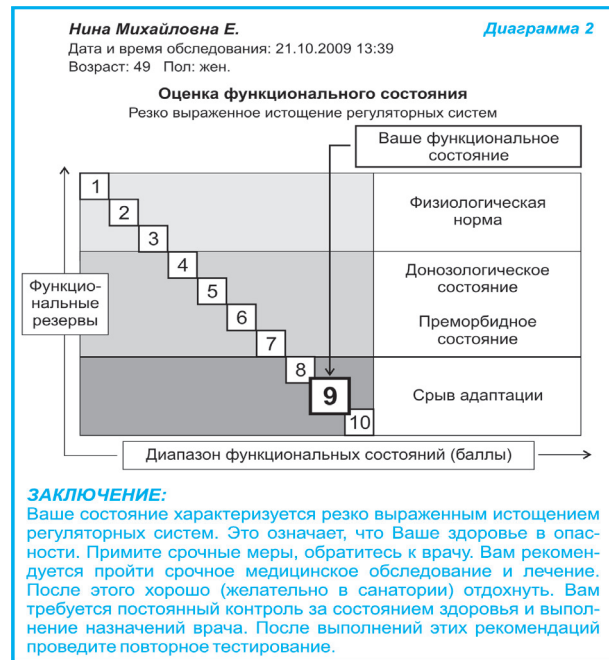 Нина Михайловна Е.
Диаграмма 2
Дата и время обследования: 21.10.2009 13:39
Возраст: 49 Пол: жен.
Оценка функционального состояния
Резко выраженное истощение регуляторных систем
Ваше функциональное
состояние
1
2
3
4
5
6
7
8
9
10
Физиологическая
норма
Донозологическое
состояние
Преморбидное
состояние
Срыв адаптации
Функцио-
нальные
резервы
Диапазон функциональных состояний (баллы)
ЗАКЛЮЧЕНИЕ:
Ваше состояние характеризуется резко выраженным истощением
регуляторных систем. Это означает, что Ваше здоровье в опас-
ности. Примите срочные меры, обратитесь к врачу. Вам рекомен-
дуется пройти срочное медицинское обследование и лечение.
После этого хорошо (желательно в санатории) отдохнуть. Вам
требуется постоянный контроль за состоянием здоровья и выпол-
нение назначений врача. После выполнений этих рекомендаций
проведите повторное тестирование.